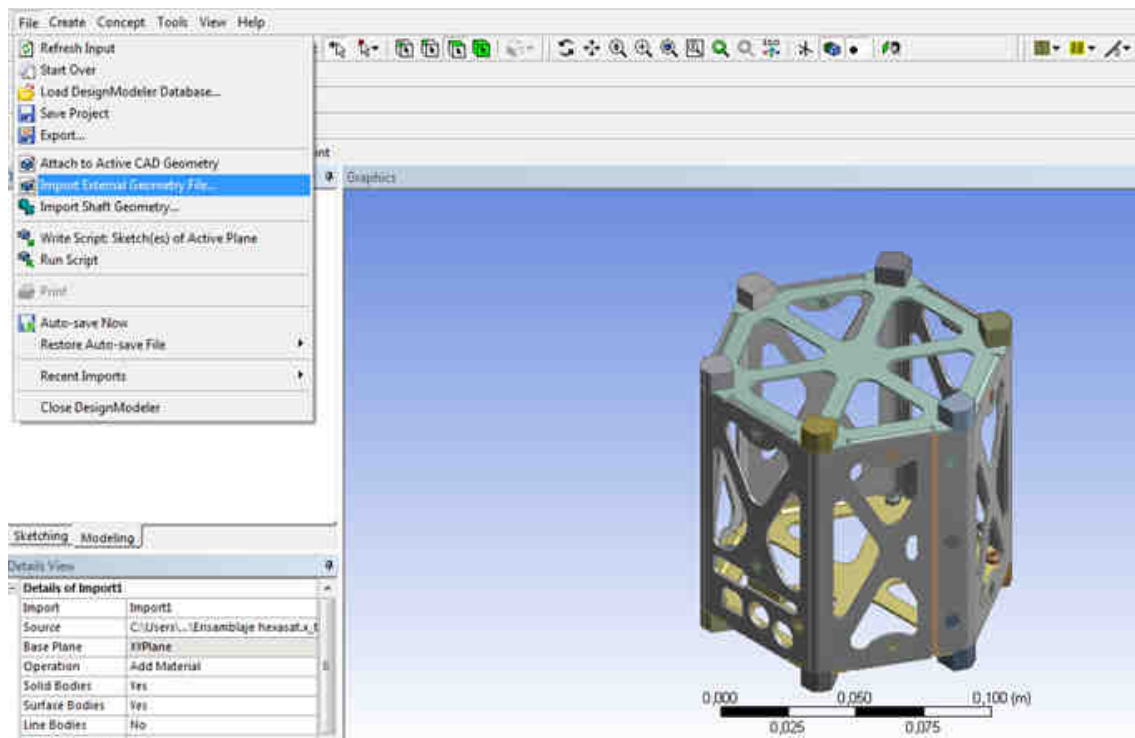 File Create Concept Tools View Help
Refresh Input
Start Over
Load DesignModeler Database...
Save Project
Export...
Attach to Active CAD Geometry
Import External Geometry File...
Import Shaft Geometry...
Write Script: Sketch(es) of Active Plane
Run Script
Print
Auto-save Now
Restore Auto-save File
Recent Imports
Close DesignModeler
Graphics
Sketching Modeling
Details View
Details of Import1
Import Import1
Source C:\Users\...\Ensamblaje hexasat.x_t
Base Plane XYPlane
Operation Add Material
Solid Bodies Yes
Surface Bodies Yes
Line Bodies No
0,000 0,050 0,100 (m)
0,025 0,075